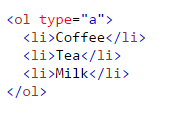 <ol type="a">
  <li>Coffee</li>
  <li>Tea</li>
  <li>Milk</li>
</ol>